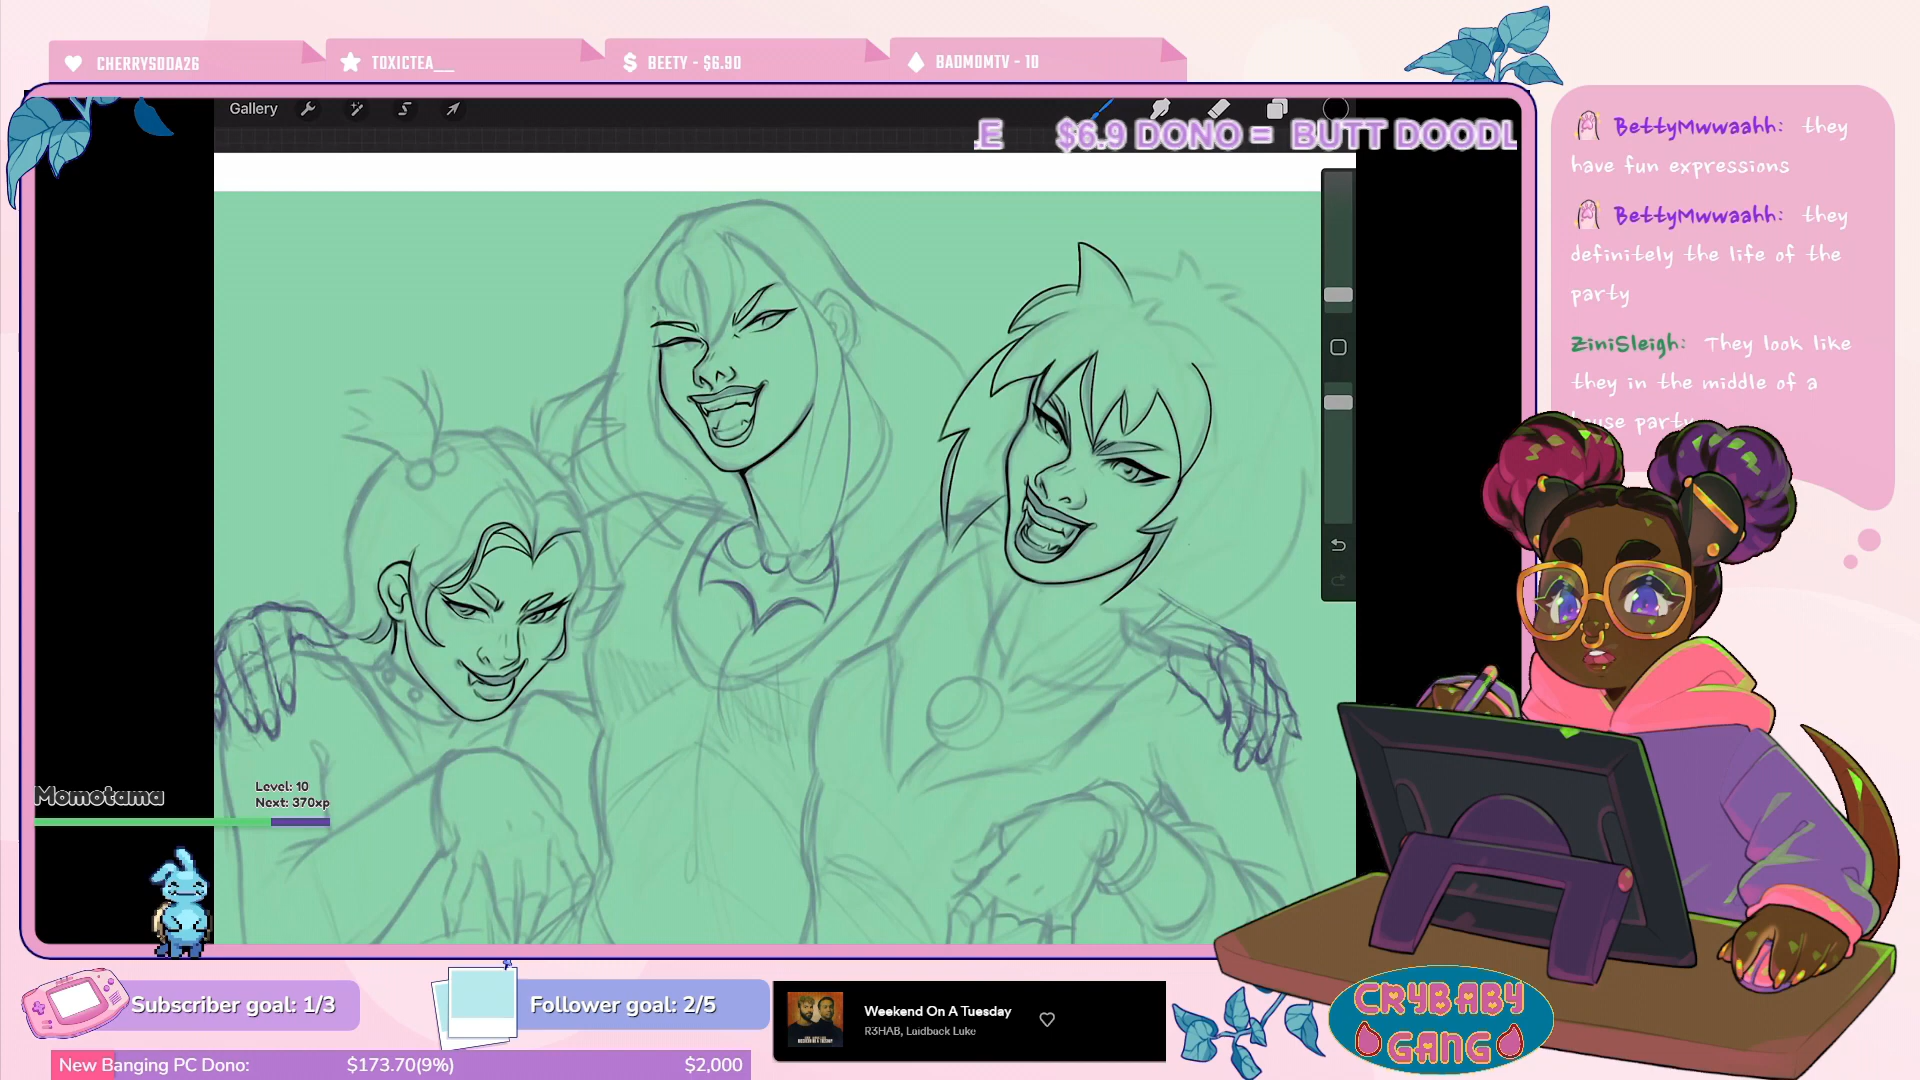 CHERRYSODA26
TOXICTEA__
BEETY - $6.90
BADMOMTV - 10
Gallery
E $6.9 DONO = BUTT DOODL
BettyMwwaahh: they
have fun expressions
BettyMwwaahh: they
definitely the life of the
party
ZiniSleigh: They look like
they in the middle of a
party
Momotama
Level: 10
Next: 370xp
Subscriber goal: 1/3
Follower goal: 2/5
Weekend On A Tuesday
R3HAB, Laidback Luke
CRYBABY
GANG
New Banging PC Dono: $173.70(9%) $2,000